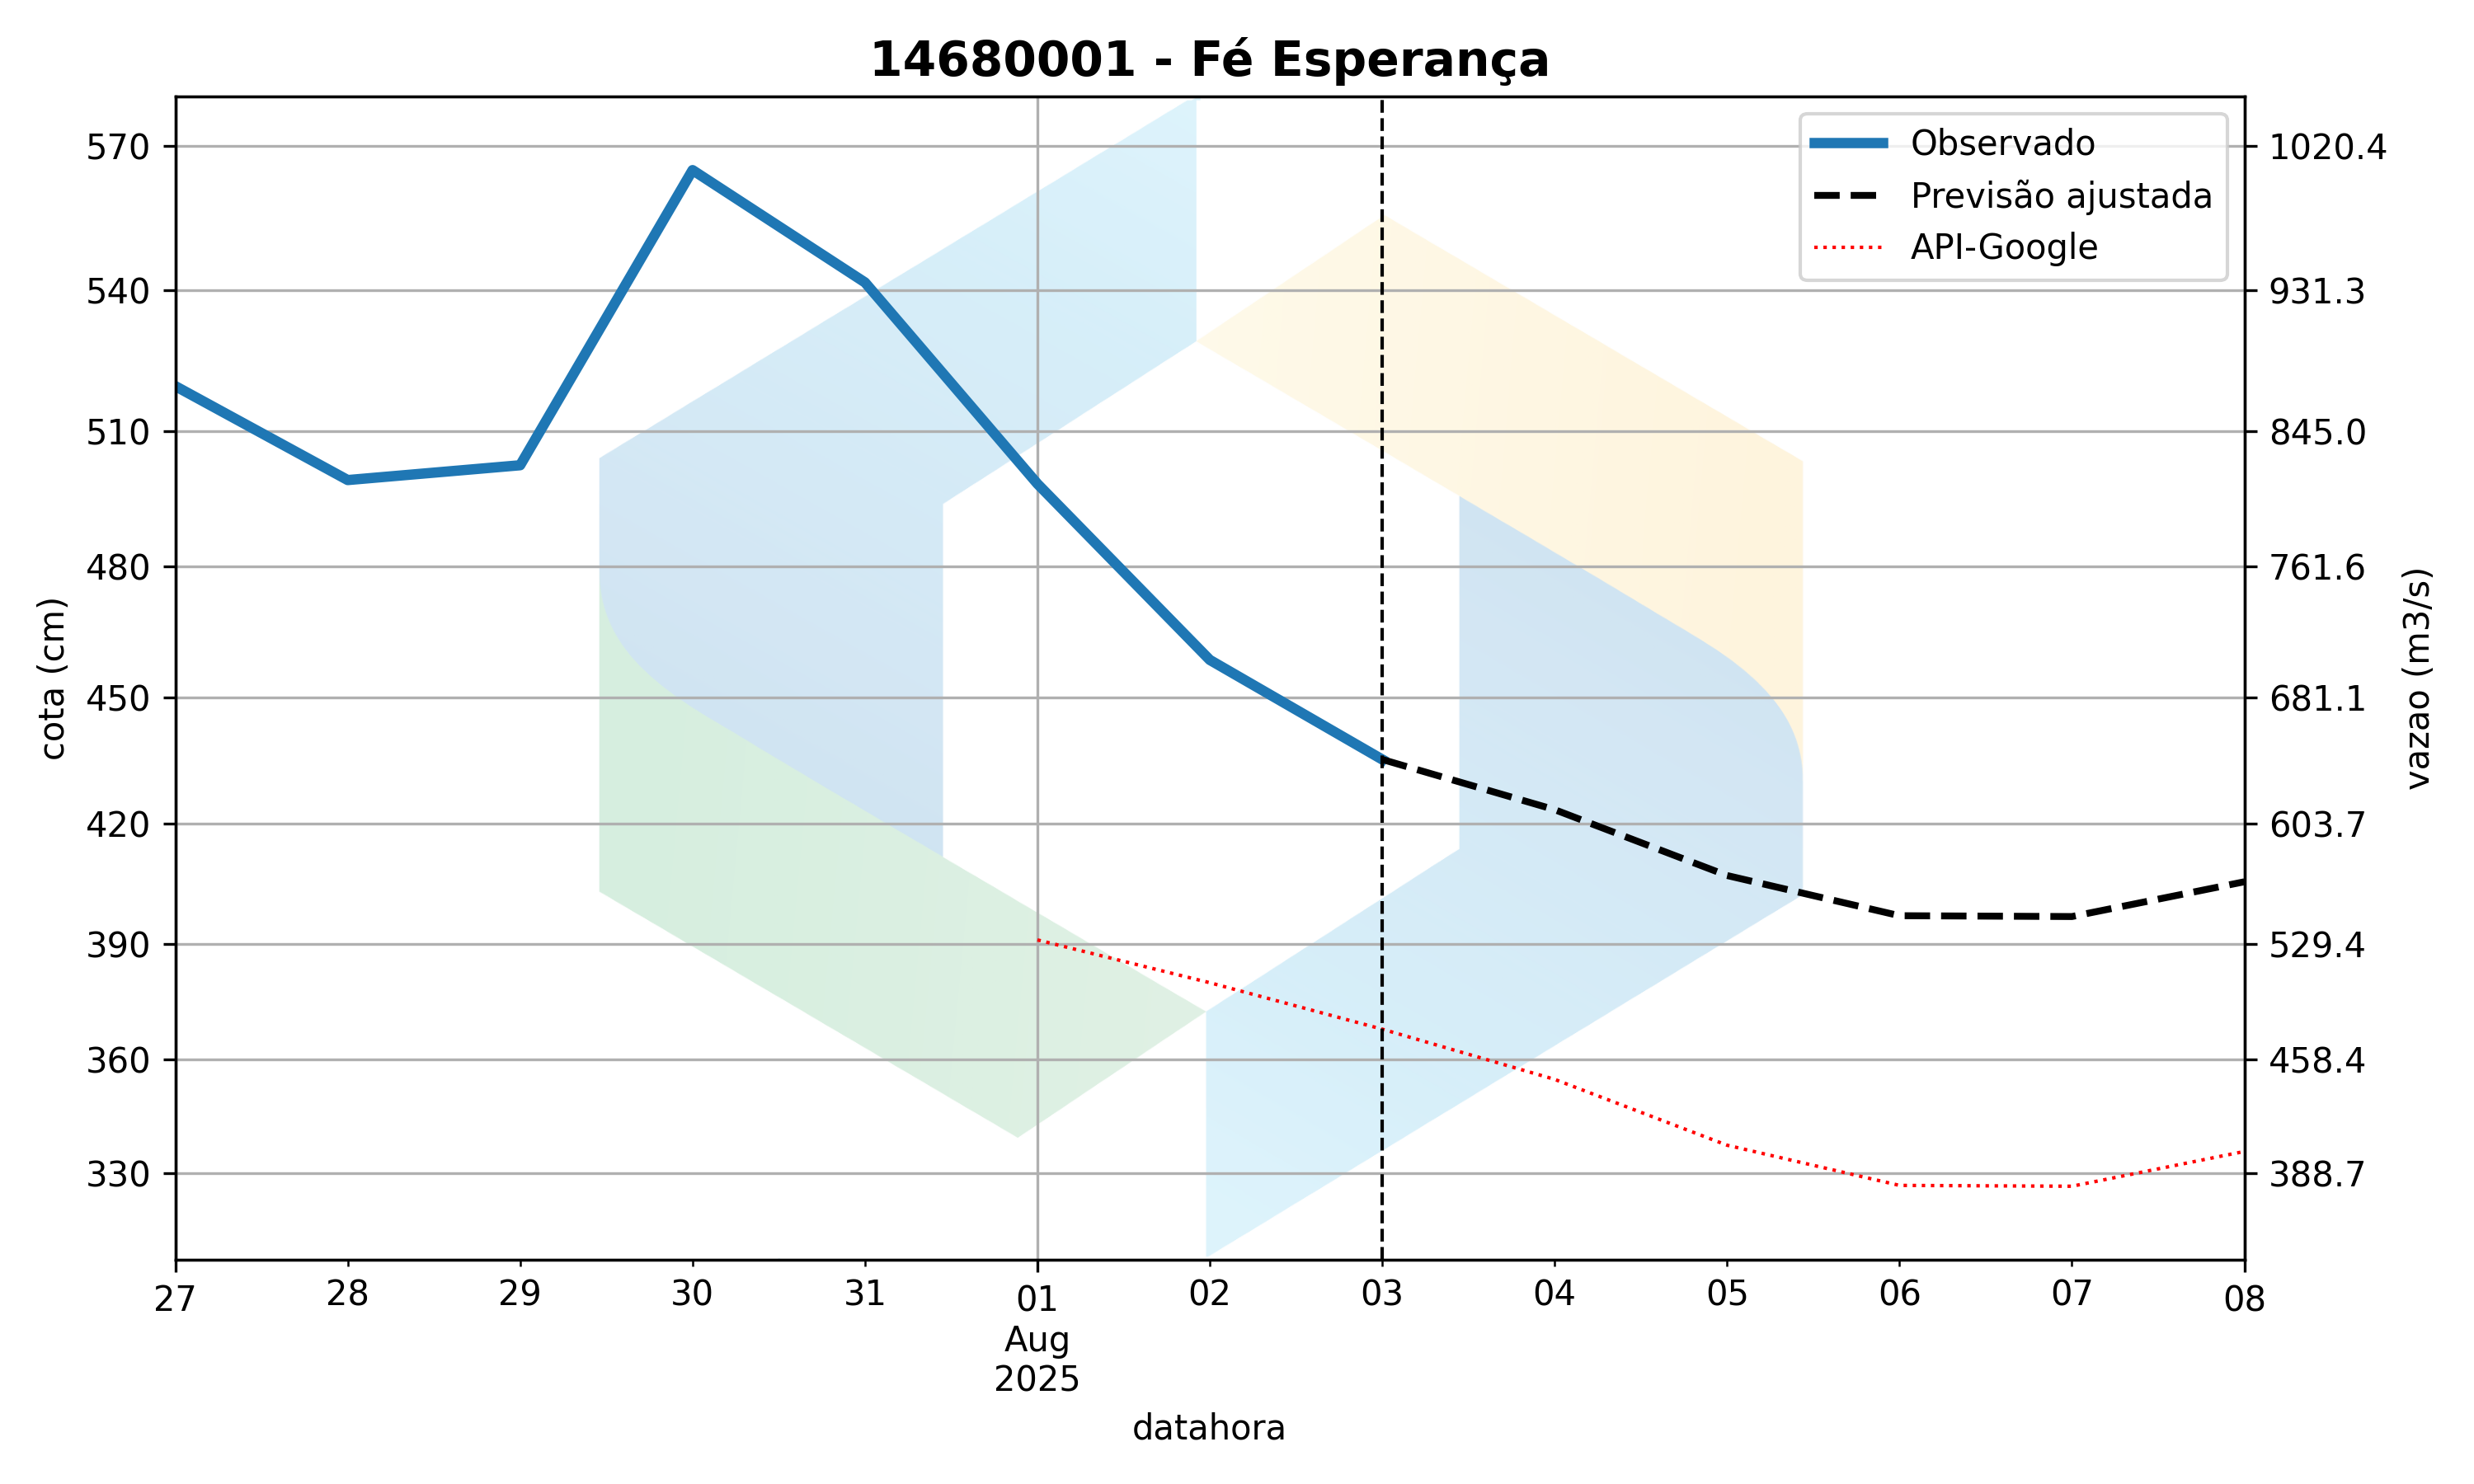 14680001 - Fé Esperança
Observado
Previsão ajustada
API-Google
570
540
510
480
450
420
390
360
330
cota (cm)
1020.4
931.3
845.0
761.6
681.1
603.7
529.4
458.4
388.7
vazao (m3/s)
27 28 29 30 31 01 02 03 04 05 06 07 08
Aug
2025
datahora